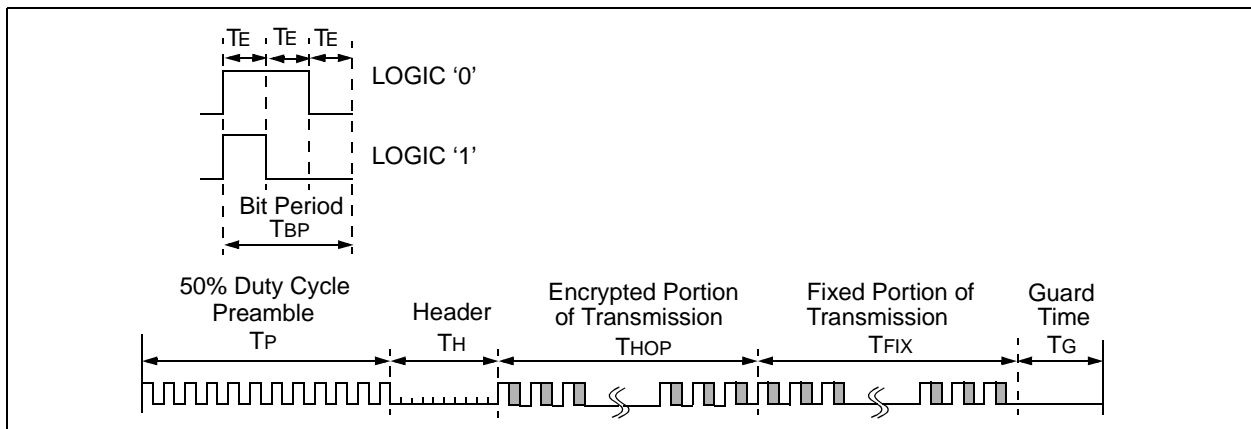 TE TE TE
LOGIC ‘0’
LOGIC ‘1’
Bit Period
TBP
50% Duty Cycle
Preamble
TP
Header
TH
Encrypted Portion
of Transmission
THOP
Fixed Portion of
Transmission
TFIX
Guard
Time
TG